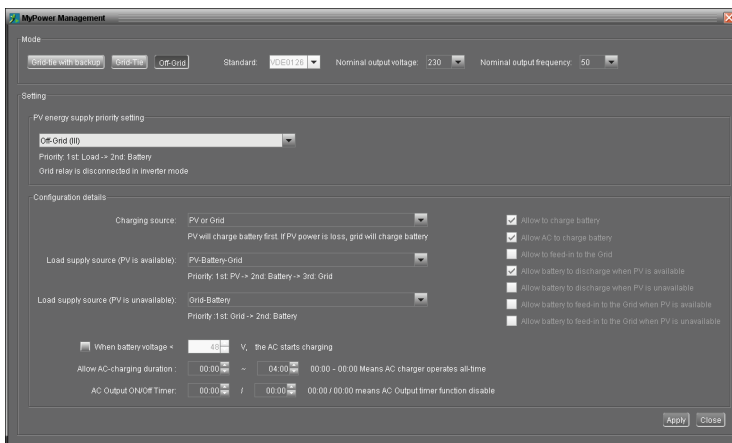 MyPower Management
Mode
Grid-tie with backup Grid-Tie Off-Grid Standard: VDE0126 Nominal output voltage: 230 Nominal output frequency: 50
Setting
PV energy supply priority setting
Off-Grid (III)
Priority: 1st: Load -> 2nd: Battery
Grid relay is disconnected in inverter mode
Configuration details
Charging source: PV or Grid
PV will charge battery first. If PV power is loss, grid will charge battery
Load supply source (PV is available): PV-Battery-Grid
Priority: 1st: PV -> 2nd: Battery -> 3rd: Grid
Load supply source (PV is unavailable): Grid-Battery
Priority :1st: Grid -> 2nd: Battery
Allow to charge battery
Allow AC to charge battery
Allow to feed-in to the Grid
Allow battery to discharge when PV is available
Allow battery to discharge when PV is unavailable
Allow battery to feed-in to the Grid when PV is available
Allow battery to feed-in to the Grid when PV is unavailable
When battery voltage < 48 V, the AC starts charging
Allow AC-charging duration : 00:00 – 04:00 00:00 - 00:00 Means AC charger operates all-time
AC Output ON/Off Timer: 00:00 / 00:00 00:00 / 00:00 means AC Output timer function disable
Apply Close